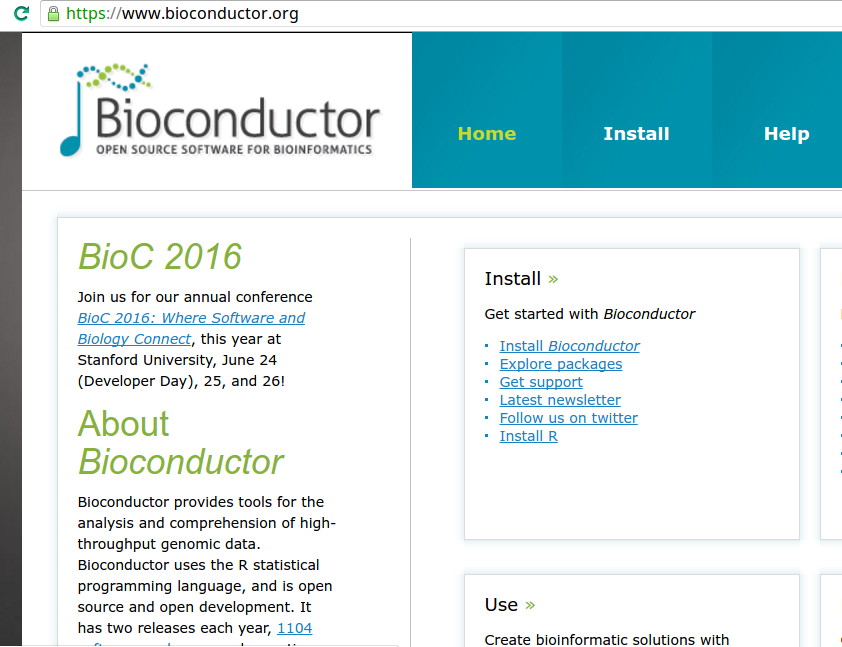 https://www.bioconductor.org
Bioconductor
OPEN SOURCE SOFTWARE FOR BIOINFORMATICS
Home
Install
Help
BioC 2016
Join us for our annual conference
BioC 2016: Where Software and
Biology Connect, this year at
Stanford University, June 24
(Developer Day), 25, and 26!
About
Bioconductor
Bioconductor provides tools for the
analysis and comprehension of high-
throughput genomic data.
Bioconductor uses the R statistical
programming language, and is open
source and open development. It
has two releases each year, 1104
Install »
Get started with Bioconductor
Install Bioconductor
Explore packages
Get support
Latest newsletter
Follow us on twitter
Install R
Use »
Create bioinformatic solutions with